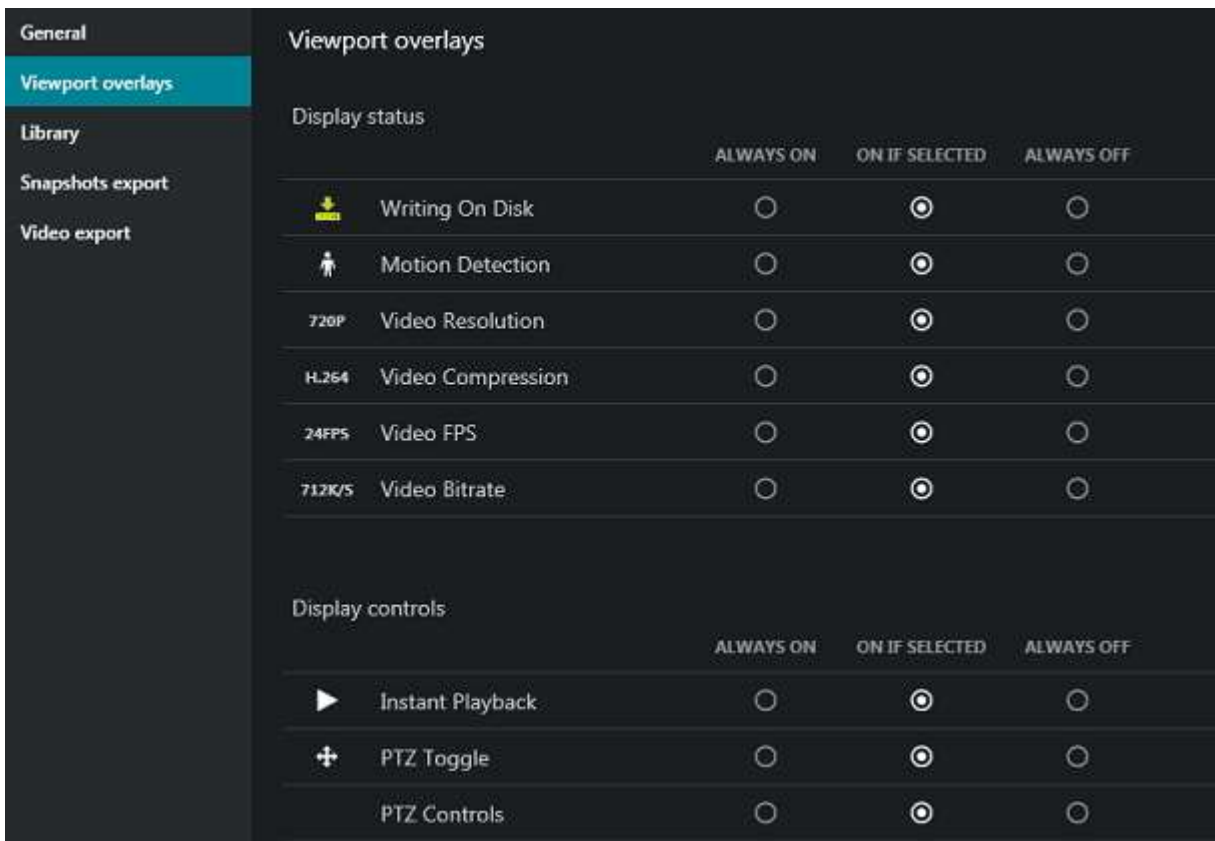 General
Viewport overlays
Library
Snapshots export
Video export
Viewport overlays
Display status
ALWAYS ON ON IF SELECTED ALWAYS OFF
Writing On Disk
Motion Detection
720P Video Resolution
H.264 Video Compression
24FPS Video FPS
712K/S Video Bitrate
Display controls
ALWAYS ON ON IF SELECTED ALWAYS OFF
Instant Playback
PTZ Toggle
PTZ Controls